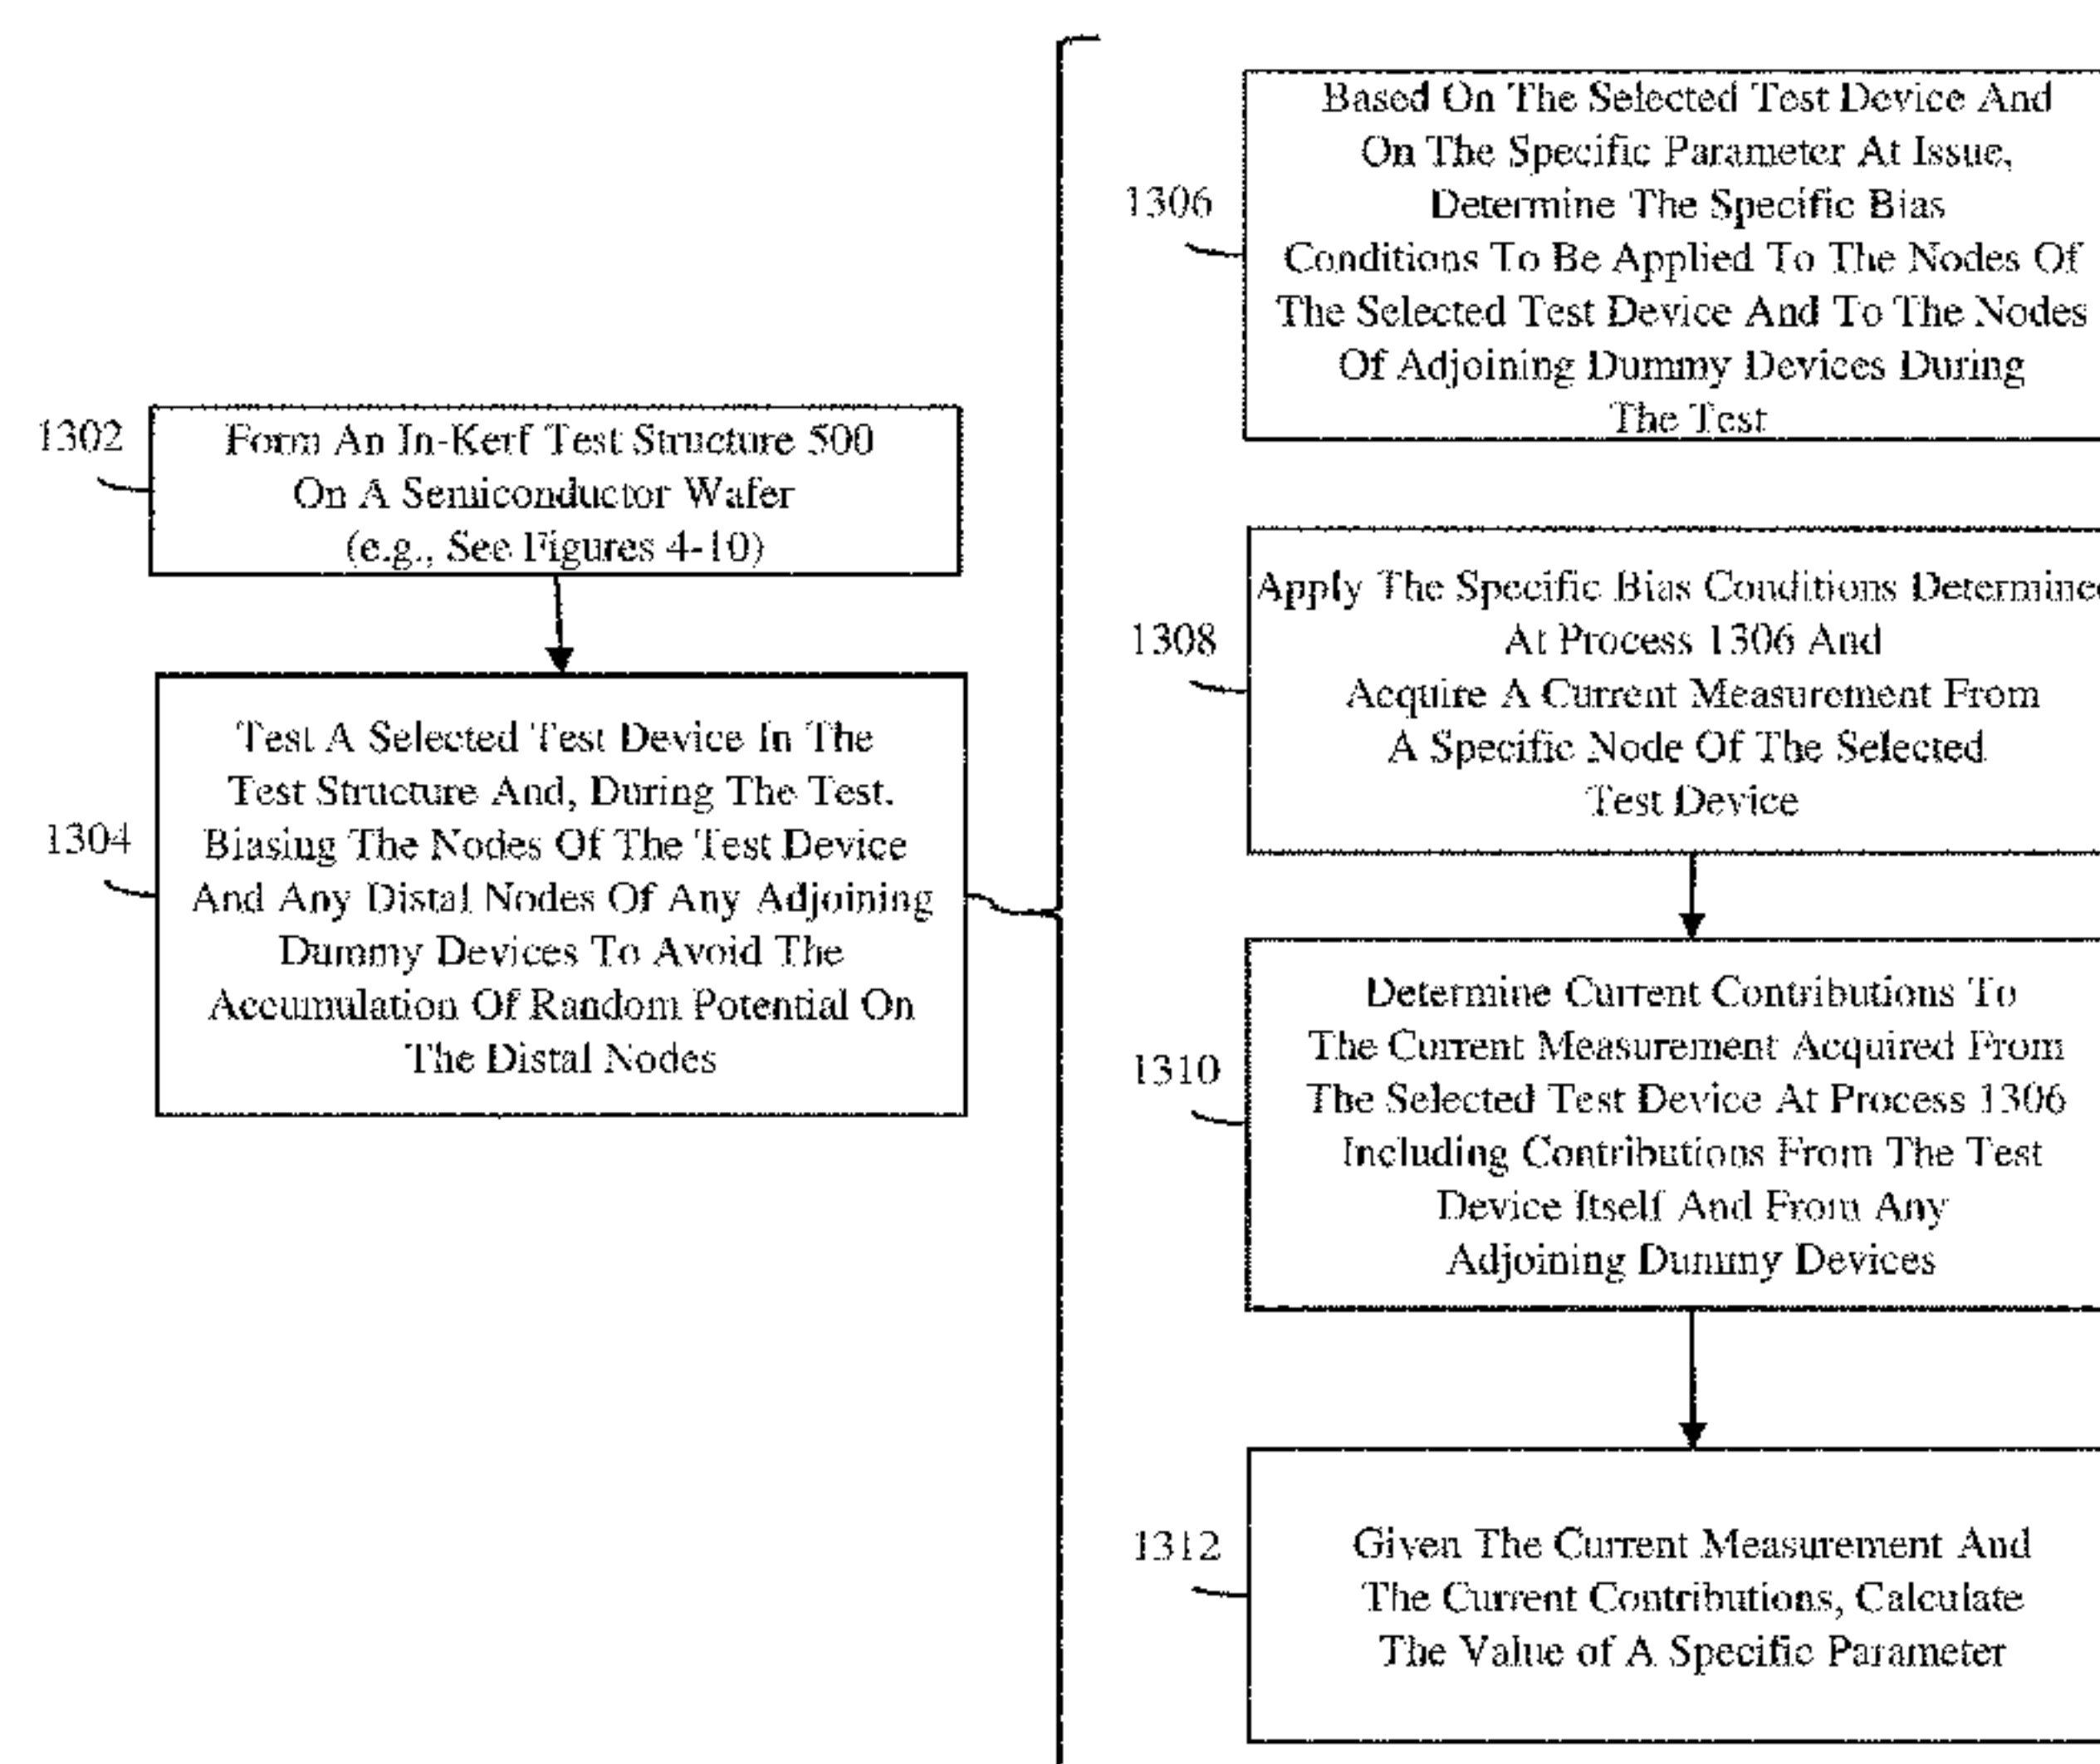 1302
Form An In-Kerf Test Structure 500
On A Semiconductor Wafer
(e.g., See Figures 4-10)
1304
Test A Selected Test Device In The
Test Structure And, During The Test.
Biasing The Nodes Of The Test Device
And Any Distal Nodes Of Any Adjoining
Dummy Devices To Avoid The
Accumulation Of Random Potential On
The Distal Nodes
1306
Based On The Selected Test Device And
On The Specific Parameter At Issue,
Determine The Specific Bias
Conditions To Be Applied To The Nodes Of
The Selected Test Device And To The Nodes
Of Adjoining Dummy Devices During
The Test
1308
Apply The Specific Bias Conditions Determined
At Process 1306 And
Acquire A Current Measurement From
A Specific Node Of The Selected
Test Device
1310
Determine Current Contributions To
The Current Measurement Acquired From
The Selected Test Device At Process 1306
Including Contributions From The Test
Device Itself And From Any
Adjoining Dummy Devices
1312
Given The Current Measurement And
The Current Contributions, Calculate
The Value of A Specific Parameter